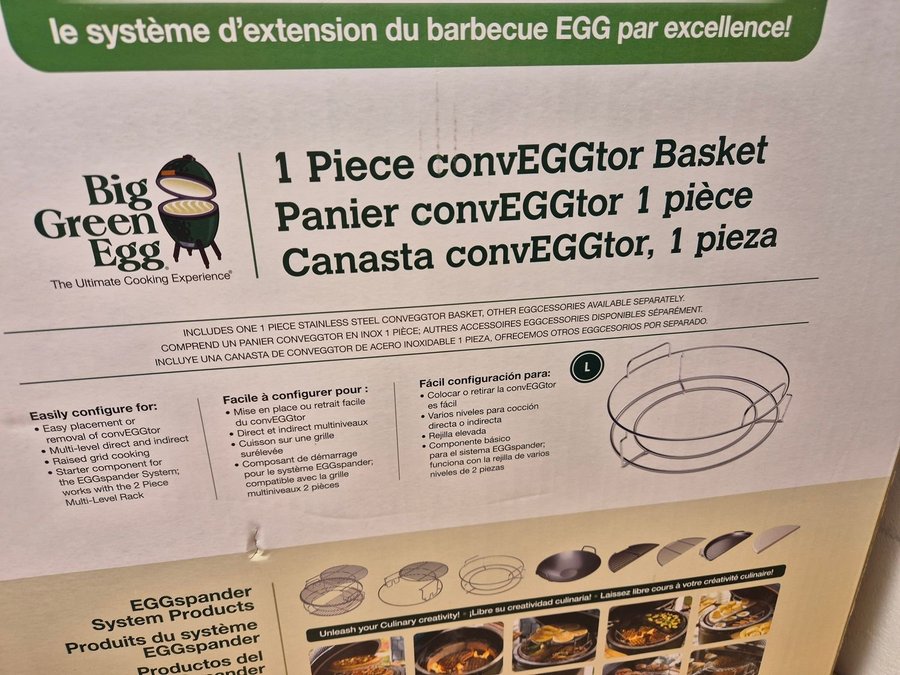 le système d'extension du barbecue EGG par excellence!
Big
Green
Egg®
The Ultimate Cooking Experience®
1 Piece convEGGtor Basket
Panier convEGGtor 1 pièce
Canasta convEGGtor, 1 pieza
INCLUDES ONE 1 PIECE STAINLESS STEEL CONVEGGTOR BASKET, OTHER EGGCESSORIES AVAILABLE SEPARATELY.
COMPREND UN PANIER CONVEGGTOR EN INOX 1 PIÈCE; AUTRES ACCESSOIRES EGGCESSORIES DISPONIBLES SÉPARÉMENT.
INCLUYE UNA CANASTA DE CONVEGGTOR DE ACERO INOXIDABLE 1 PIEZA, OFRECEMOS OTROS EGGCESORIOS POR SEPARADO.
Easily configure for:
• Easy placement or
removal of convEGGtor
• Multi-level direct and indirect
• Raised grid cooking
• Starter component for
the EGGspander System;
works with the 2 Piece
Multi-Level Rack
Facile à configurer pour :
• Mise en place ou retrait facile
du convEGGtor
• Direct et indirect multiniveaux
• Cuisson sur une grille
surélevée
• Composant de démarrage
pour le système EGGspander;
compatible avec la grille
multiniveaux 2 pièces
Fácil configuración para:
• Colocar o retirar la convEGGtor
es fácil
• Varios niveles para cocción
directa o indirecta
• Rejilla elevada
• Componente básico
para el sistema EGGspander;
funciona con la rejilla de varios
niveles de 2 piezas
L
EGGspander
System Products
Produits du système
EGGspander
Productos del
Unleash your Culinary creativity! • ¡Libre su creatividad culinaria! • Laissez libre cours à votre créativité culinaire!